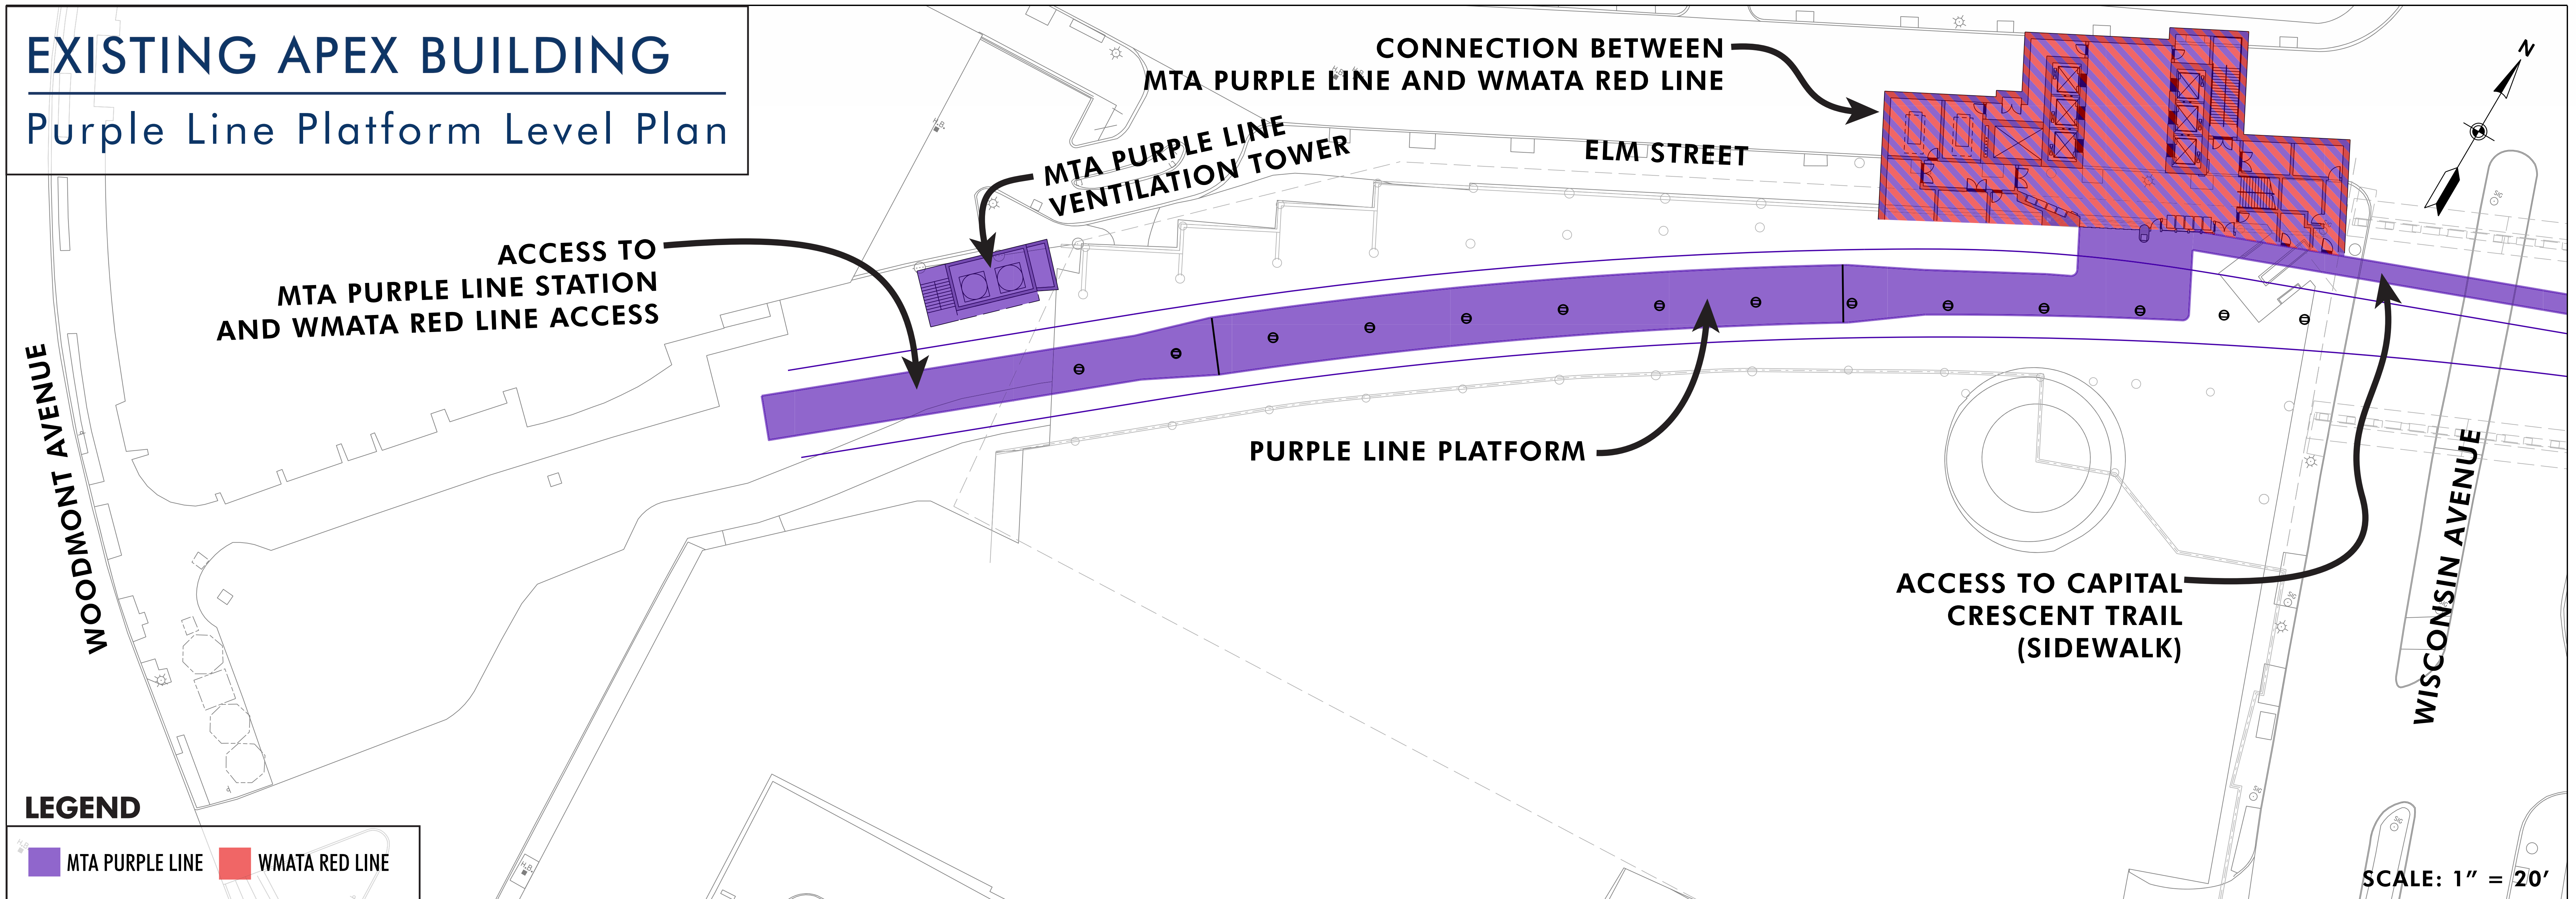 EXISTING APEX BUILDING
Purple Line Platform Level Plan
CONNECTION BETWEEN
MTA PURPLE LINE AND WMATA RED LINE
N
MTA PURPLE LINE
VENTILATION TOWER
ELM STREET
ACCESS TO
MTA PURPLE LINE STATION
AND WMATA RED LINE ACCESS
WOODMONT AVENUE
PURPLE LINE PLATFORM
ACCESS TO CAPITAL
CRESCENT TRAIL
(SIDEWALK)
WISCONSIN AVENUE
LEGEND
MTA PURPLE LINE
WMATA RED LINE
SCALE: 1" = 20'